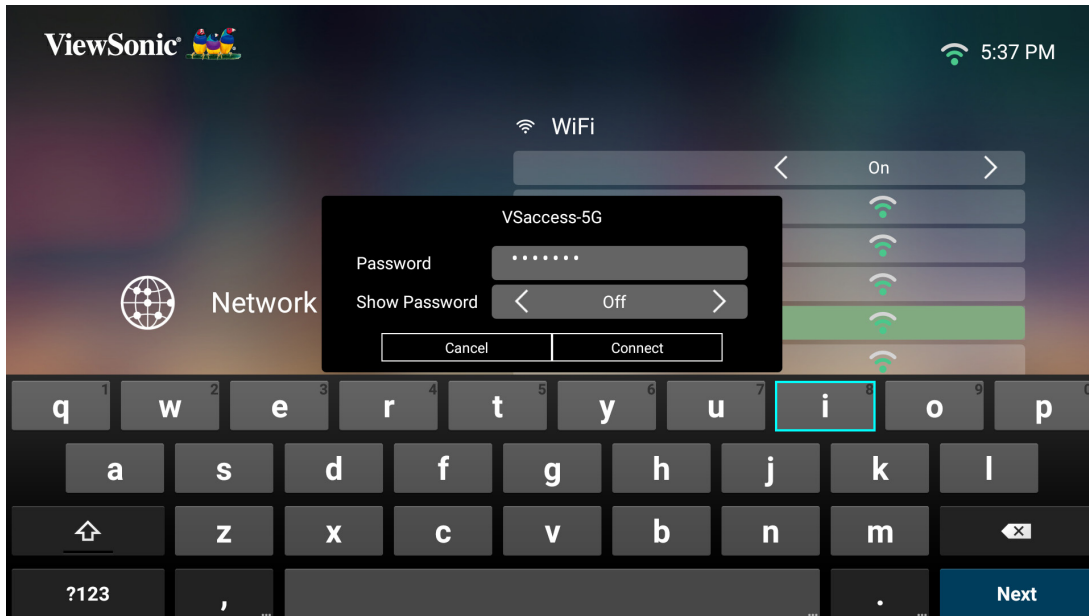 ViewSonic®
5:37 PM
WiFi
On
VSaccess-5G
Password •••••••
Show Password Off
Network
Cancel Connect
1 2 3 4 5 6 7 8 9 0
q w e r t y u i o p
a s d f g h j k l
z x c v b n m
?123 , . Next